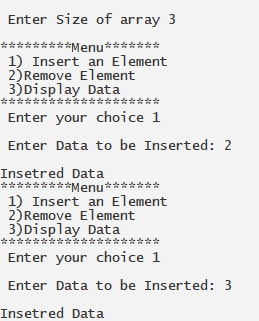 Enter Size of array 3
*********Menu*******
1) Insert an Element
2)Remove Element
3)Display Data
********************
Enter your choice 1
Enter Data to be Inserted: 2
Insetred Data
*********Menu*******
1) Insert an Element
2)Remove Element
3)Display Data
********************
Enter your choice 1
Enter Data to be Inserted: 3
Insetred Data